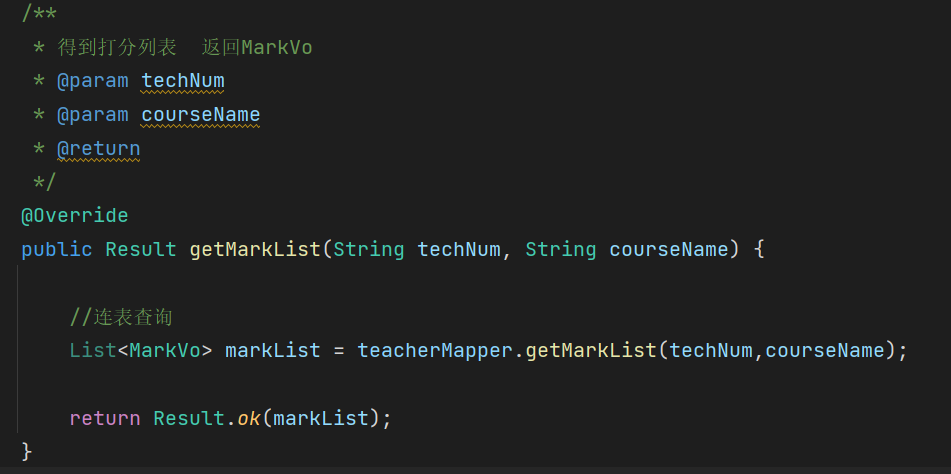 /**
* 得到打分列表  返回MarkVo
* @param techNum
* @param courseName
* @return
*/
@Override
public Result getMarkList(String techNum, String courseName) {
//连表查询
List<MarkVo> markList = teacherMapper.getMarkList(techNum,courseName);
return Result.ok(markList);
}